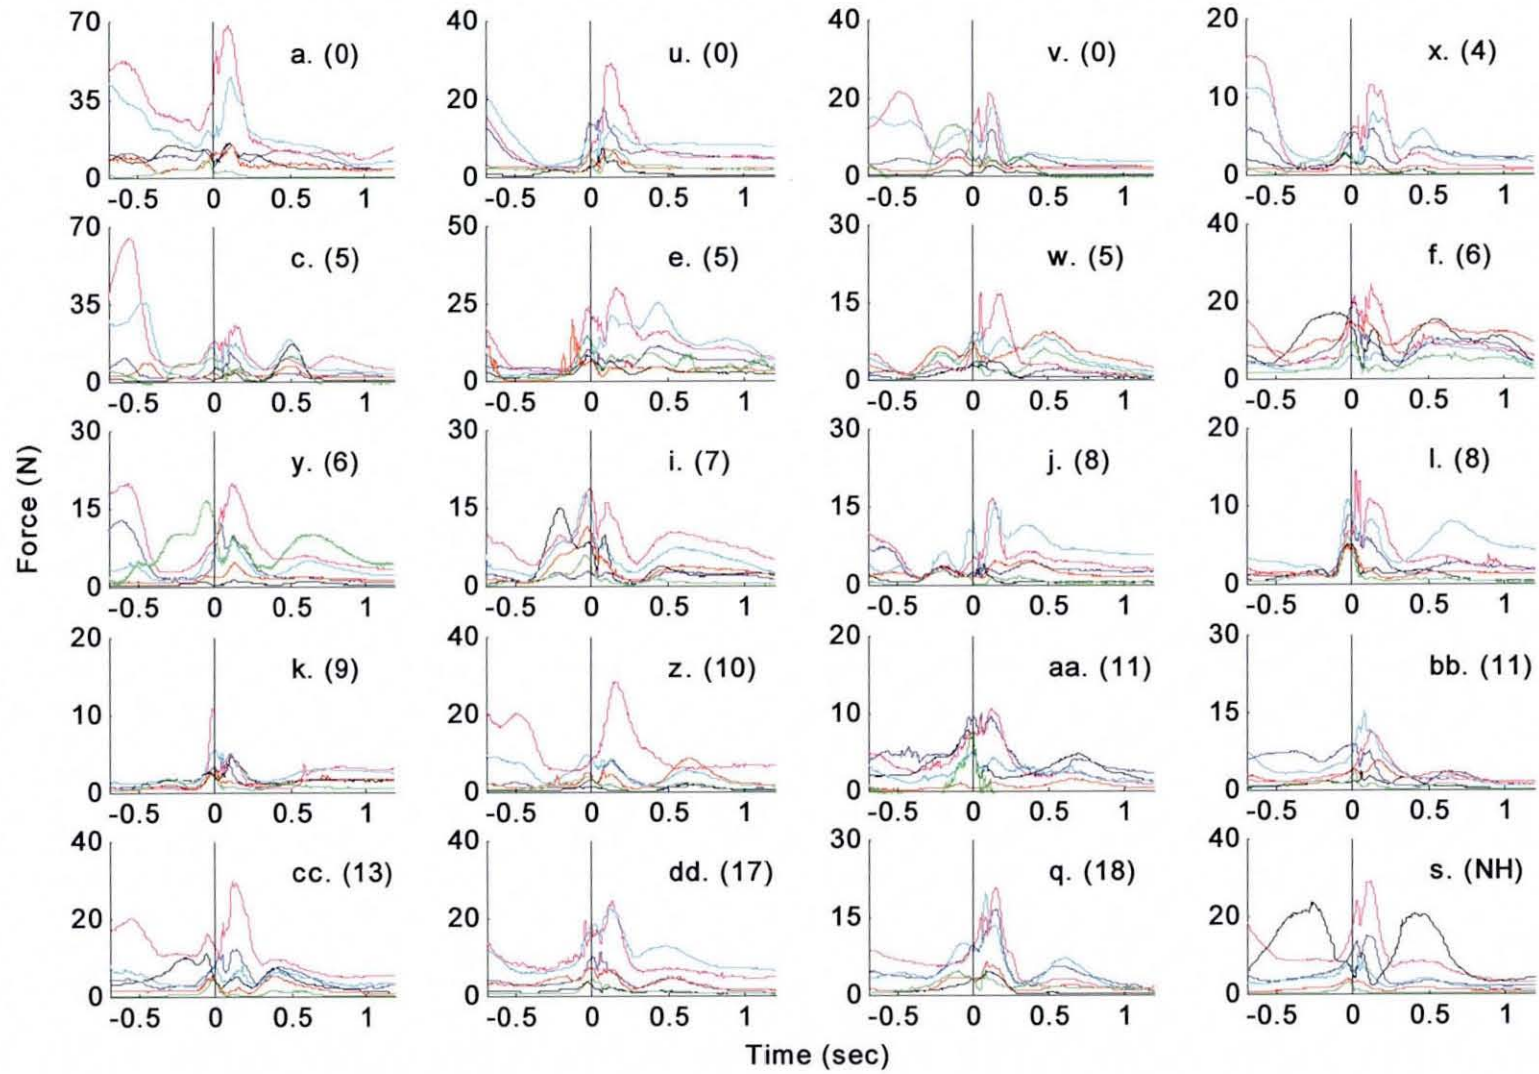 70 40 40 20
a. (0) u. (0) v. (0) x. (4)
35 20 20 10
0 0 0 0
-0.5 0 0.5 1 -0.5 0 0.5 1 -0.5 0 0.5 1 -0.5 0 0.5 1
70 50 30 40
c. (5) e. (5) w. (5) f. (6)
35 25 15 20
0 0 0 0
-0.5 0 0.5 1 -0.5 0 0.5 1 -0.5 0 0.5 1 -0.5 0 0.5 1
30 30 30 20
y. (6) i. (7) j. (8) l. (8)
15 15 15 10
0 0 0 0
-0.5 0 0.5 1 -0.5 0 0.5 1 -0.5 0 0.5 1 -0.5 0 0.5 1
Force (N)
20 40 20 30
k. (9) z. (10) aa. (11) bb. (11)
10 20 10 15
0 0 0 0
-0.5 0 0.5 1 -0.5 0 0.5 1 -0.5 0 0.5 1 -0.5 0 0.5 1
40 40 30 40
cc. (13) dd. (17) q. (18) s. (NH)
20 20 15 20
0 0 0 0
-0.5 0 0.5 1 -0.5 0 0.5 1 -0.5 0 0.5 1 -0.5 0 0.5 1
Time (sec)